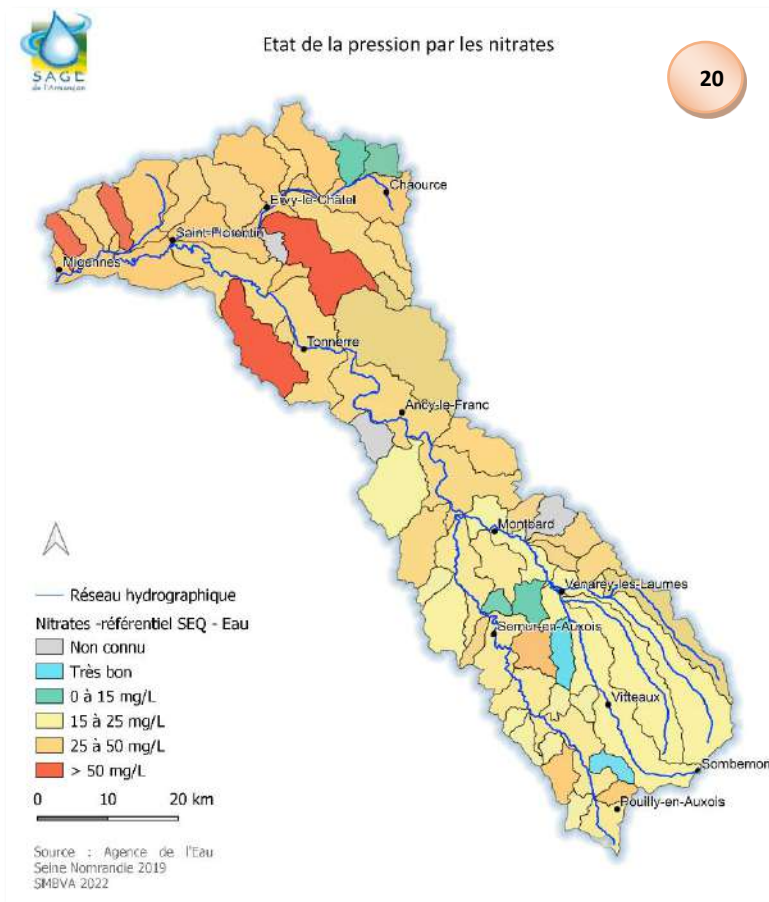 SAGE
de l'Armançon
Etat de la pression par les nitrates
20
Chaource
Ervy-le-Châtel
Saint-Florentin
Migennes
Tonnerre
Ancy-le-Franc
Montbard
Venarey-les-Laumes
Semur-en-Auxois
Vitteaux
Sombernon
Pouilly-en-Auxois
Réseau hydrographique
Nitrates -référentiel SEQ - Eau
Non connu
Très bon
0 à 15 mg/L
15 à 25 mg/L
25 à 50 mg/L
> 50 mg/L
0 10 20 km
Source : Agence de l'Eau
Seine Nomrandie 2019
SMBVA 2022